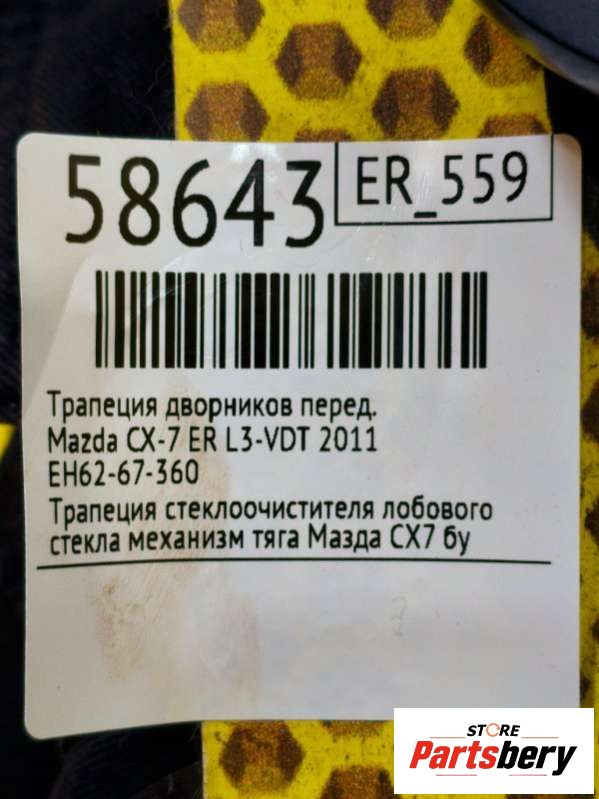 58643
ER_559
Трапеция дворников перед.
Mazda CX-7 ER L3-VDT 2011
EH62-67-360
Трапеция стеклоочистителя лобового
стекла механизм тяга Мазда СХ7 бу
STORE
Partsbery